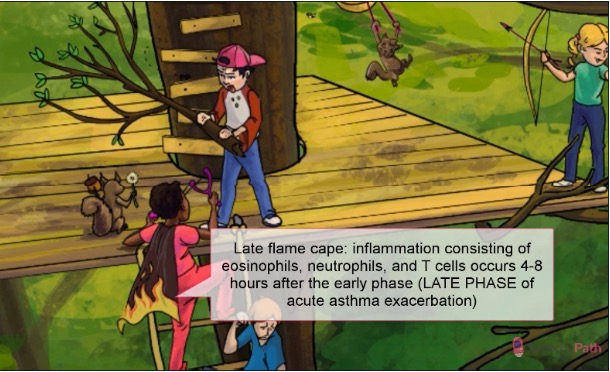 Late flame cape: inflammation consisting of
eosinophils, neutrophils, and T cells occurs 4-8
hours after the early phase (LATE PHASE of
acute asthma exacerbation)
Path